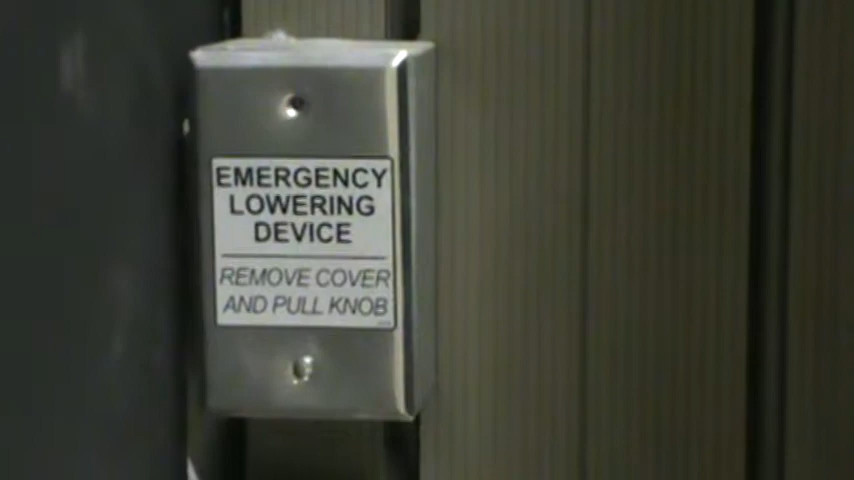 EMERGENCY
LOWERING
DEVICE
REMOVE COVER
AND PULL KNOB